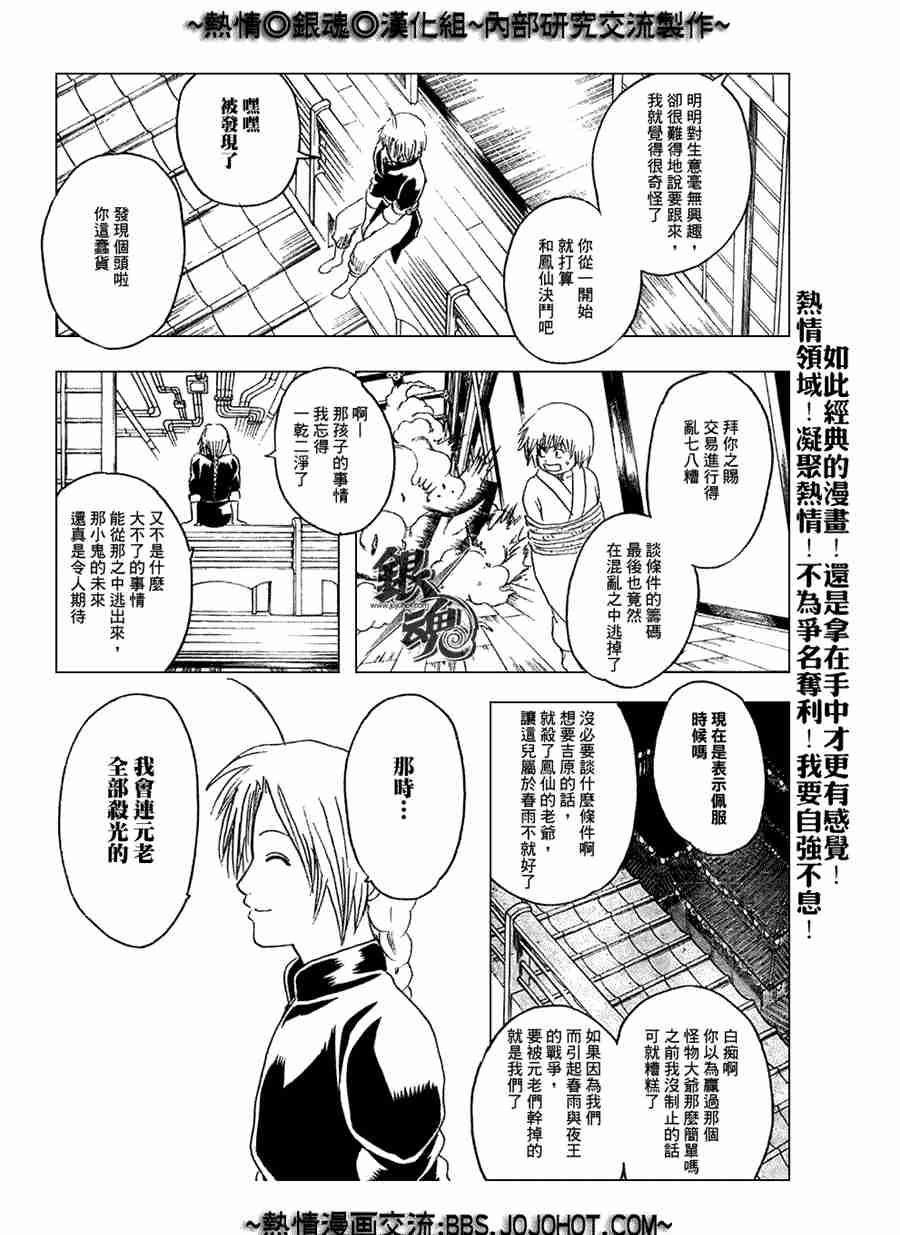 ~熱情◎銀魂◎漢化組~內部研究交流製作~
明明對生意毫無興趣,
卻很難得地說要跟來,
我就覺得很奇怪了
你從一開始
就打算
和鳳仙決鬥吧
嘿嘿
被發現了
發現個頭啦
你這蠢貨
拜你之賜
交易進行得
亂七八糟
談條件的籌碼
最後也竟然
在混亂之中逃掉了
銀魂
www.jojohot.com
啊—
那孩子的事情
我忘得
一乾二淨了
又不是什麼
大不了的事情
能從那之中逃出來,
那小鬼的未來
還真是令人期待
現在是表示佩服
時候嗎
沒必要談什麼條件啊
想要吉原的話,
就殺了鳳仙的老爺
讓這兒屬於春雨不就好了
白痴啊
你以為贏過那個
怪物大爺那麼簡單嗎
之前我沒制止的話
可就糟糕了
如果因為我們
而引起春雨與夜王
的戰爭,
要被元老們幹掉的
就是我們了
那時…
我會連元老
全部殺光的
如此經典的漫畫!還是拿在手中才更有感覺!
熱情領域!凝聚熱情!不為爭名奪利!我要自強不息!
~熱情漫画交流:BBS.JOJOHOT.COM~